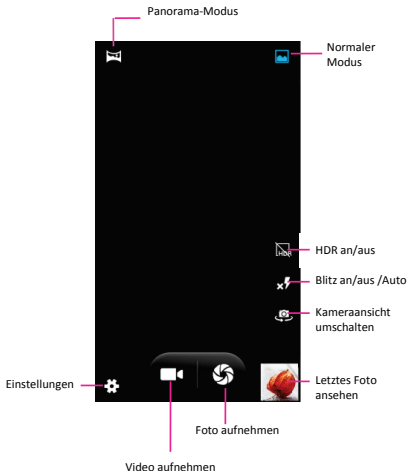 Panorama-Modus
Normaler
Modus
HDR
HDR an/aus
Blitz an/aus /Auto
Kameraansicht
umschalten
Einstellungen
Letztes Foto
ansehen
Foto aufnehmen
Video aufnehmen